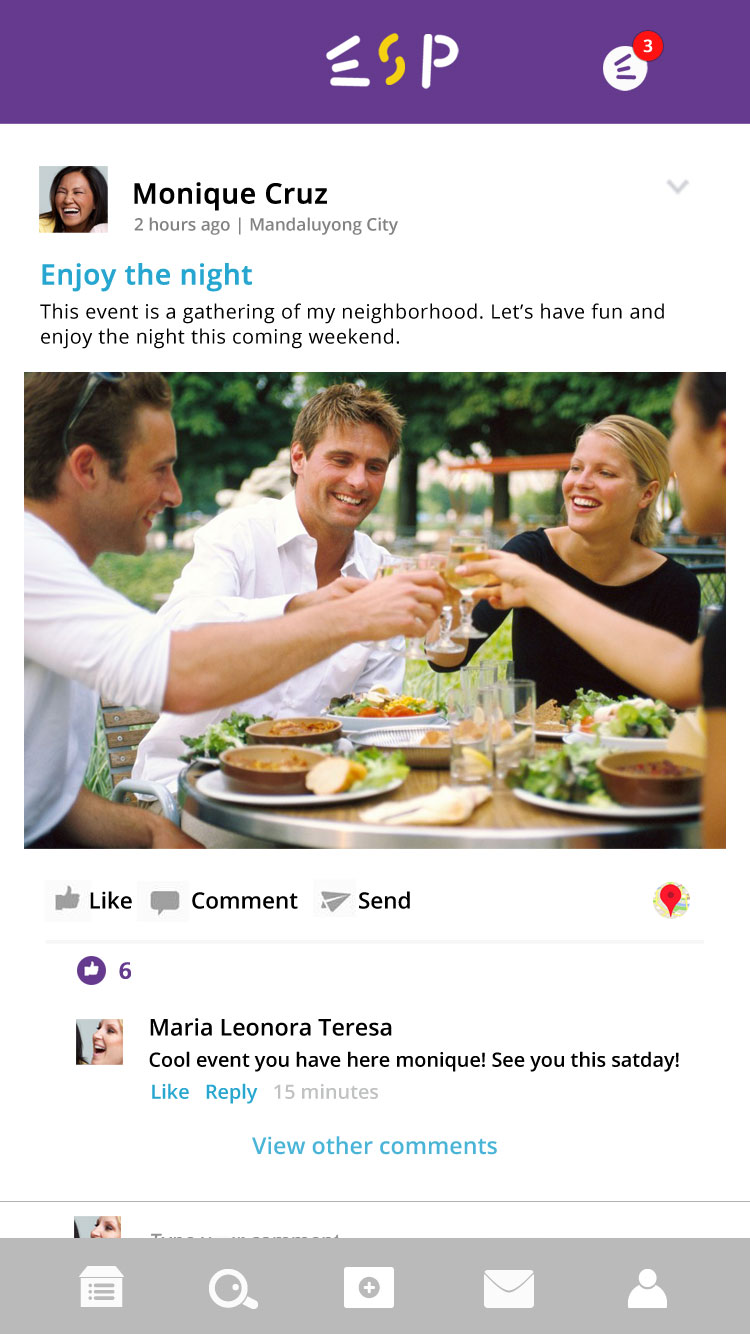 ESP
3
Monique Cruz
2 hours ago | Mandaluyong City
Enjoy the night
This event is a gathering of my neighborhood. Let’s have fun and
enjoy the night this coming weekend.
Like Comment Send
6
Maria Leonora Teresa
Cool event you have here monique! See you this satday!
Like Reply 15 minutes
View other comments